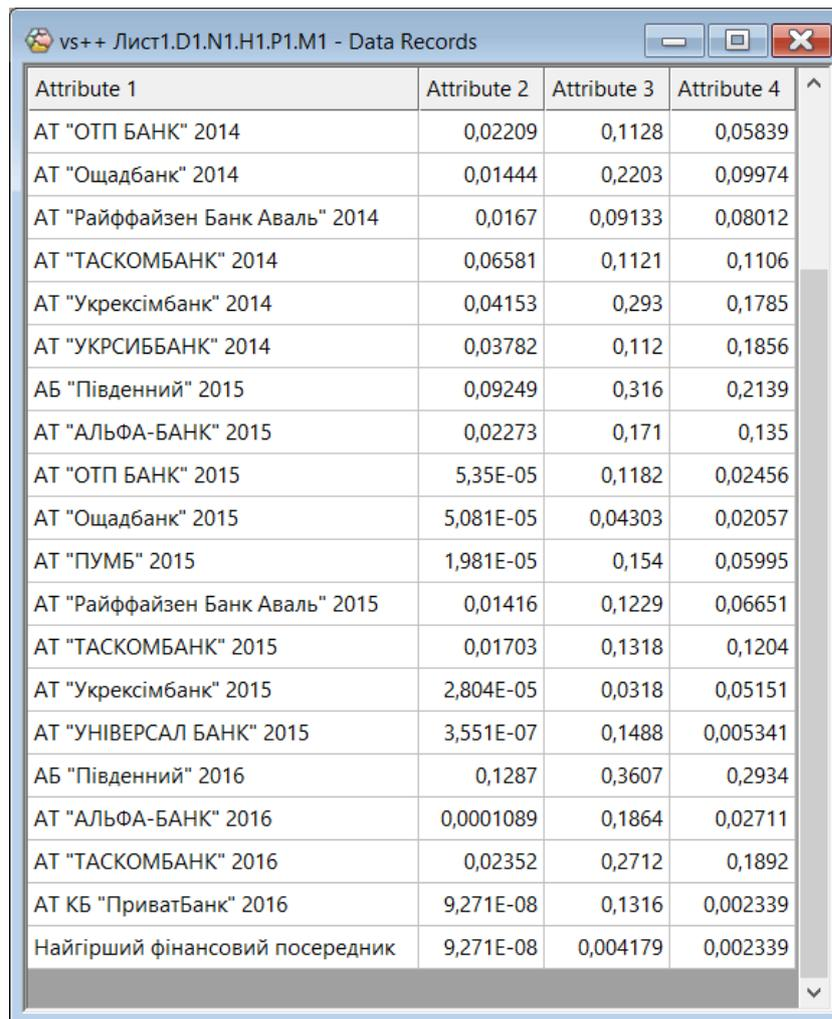 vs++ Лист1.D1.N1.H1.P1.M1 - Data Records
Attribute 1 Attribute 2 Attribute 3 Attribute 4
АТ "ОТП БАНК" 2014 0,02209 0,1128 0,05839
АТ "Ощадбанк" 2014 0,01444 0,2203 0,09974
АТ "Райффайзен Банк Аваль" 2014 0,0167 0,09133 0,08012
АТ "ТАСКОМБАНК" 2014 0,06581 0,1121 0,1106
АТ "Укрексімбанк" 2014 0,04153 0,293 0,1785
АТ "УКРСИББАНК" 2014 0,03782 0,112 0,1856
АБ "Південний" 2015 0,09249 0,316 0,2139
АТ "АЛЬФА-БАНК" 2015 0,02273 0,171 0,135
АТ "ОТП БАНК" 2015 5,35E-05 0,1182 0,02456
АТ "Ощадбанк" 2015 5,081E-05 0,04303 0,02057
АТ "ПУМБ" 2015 1,981E-05 0,154 0,05995
АТ "Райффайзен Банк Аваль" 2015 0,01416 0,1229 0,06651
АТ "ТАСКОМБАНК" 2015 0,01703 0,1318 0,1204
АТ "Укрексімбанк" 2015 2,804E-05 0,0318 0,05151
АТ "УНІВЕРСАЛ БАНК" 2015 3,551E-07 0,1488 0,005341
АБ "Південний" 2016 0,1287 0,3607 0,2934
АТ "АЛЬФА-БАНК" 2016 0,0001089 0,1864 0,02711
АТ "ТАСКОМБАНК" 2016 0,02352 0,2712 0,1892
АТ КБ "ПриватБанк" 2016 9,271E-08 0,1316 0,002339
Найгірший фінансовий посередник 9,271E-08 0,004179 0,002339